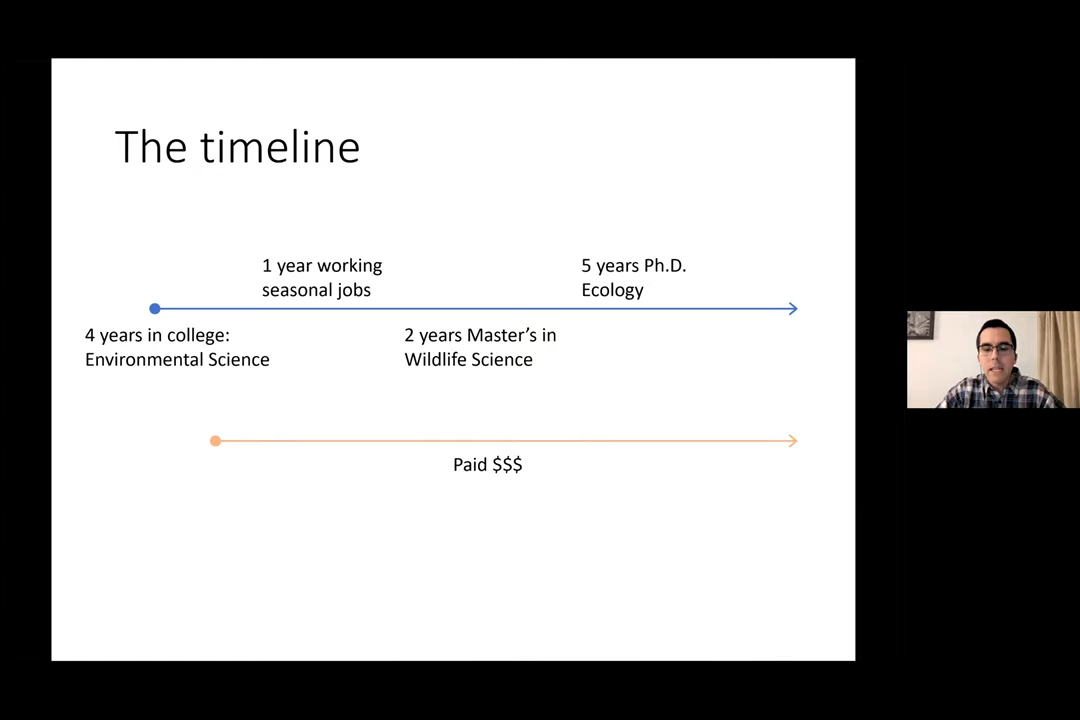 The timeline
1 year working
seasonal jobs
5 years Ph.D.
Ecology
4 years in college:
Environmental Science
2 years Master’s in
Wildlife Science
Paid $$$